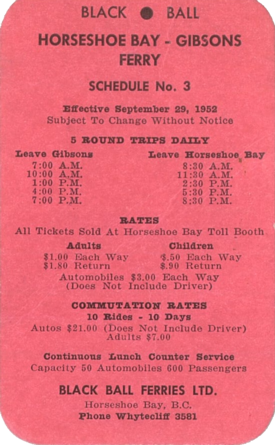 BLACK ● BALL
HORSESHOE BAY - GIBSONS
FERRY
SCHEDULE No. 3
Effective September 29, 1952
Subject To Change Without Notice
5 ROUND TRIPS DAILY
Leave Gibsons Leave Horseshoe Bay
7:00 A.M. 8:30 A.M.
10:00 A.M. 11:30 A.M.
1:00 P.M. 2:30 P.M.
4:00 P.M. 5:30 P.M.
7:00 P.M. 8:30 P.M.
RATES
All Tickets Sold At Horseshoe Bay Toll Booth
Adults Children
$1.00 Each Way $.50 Each Way
$1.80 Return $.90 Return
Automobiles $3.00 Each Way
(Does Not Include Driver)
COMMUTATION RATES
10 Rides - 10 Days
Autos $21.00 (Does Not Include Driver)
Adults $7.00
Continuous Lunch Counter Service
Capacity 50 Automobiles 600 Passengers
BLACK BALL FERRIES LTD.
Horseshoe Bay, B.C.
Phone Whytecliff 3581